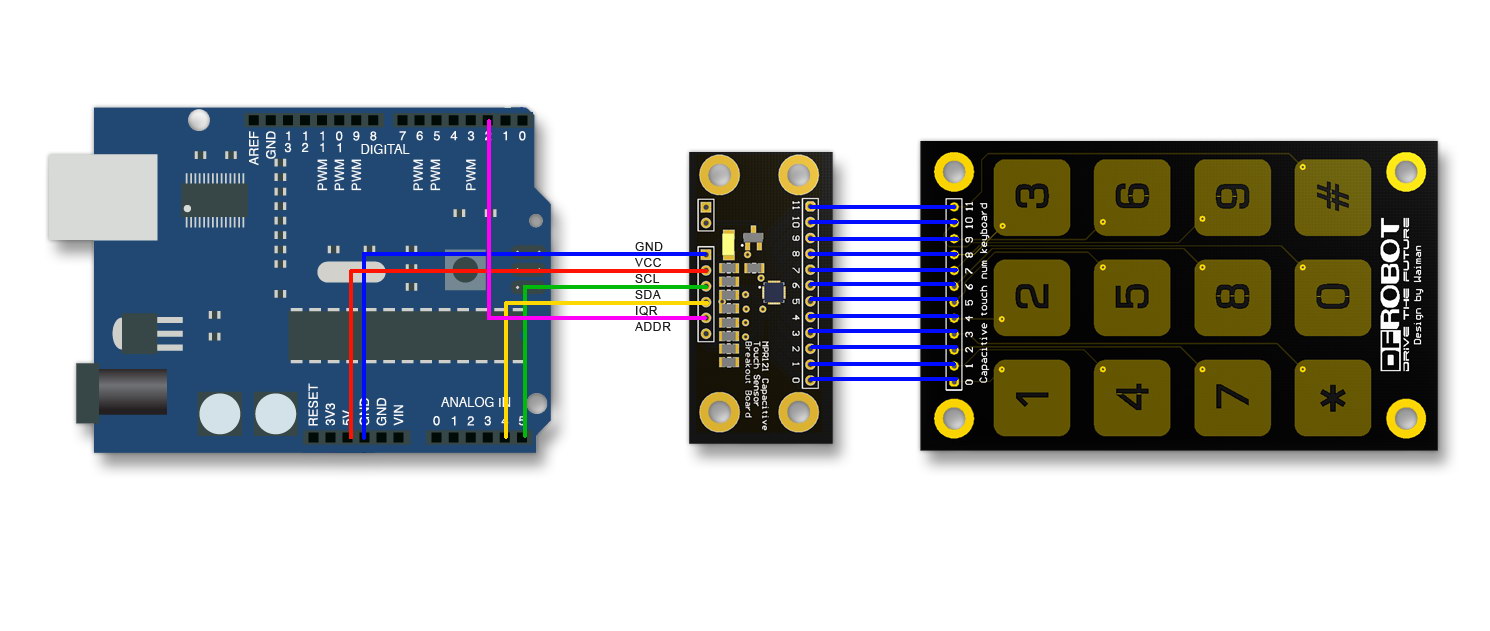 AREF
GND
13
12
11
10
9
8
7
6
5
4
3
2
1
0
DIGITAL
PWM
PWM
PWM
PWM
PWM
PWM
RESET
3V3
5V
GND
GND
VIN
ANALOG IN
0
1
2
3
4
5
GND
VCC
SCL
SDA
IQR
ADDR
11
10
9
8
7
6
5
4
3
2
1
0
MPR121 Capacitive
Touch Sensor
Breakout Board
11
10
9
8
7
6
5
4
3
2
1
0
Capacitive touch num keyboard
3
6
9
#
2
5
8
0
1
4
7
*
DFROBOT
DRIVE THE FUTURE
Design by Waiman